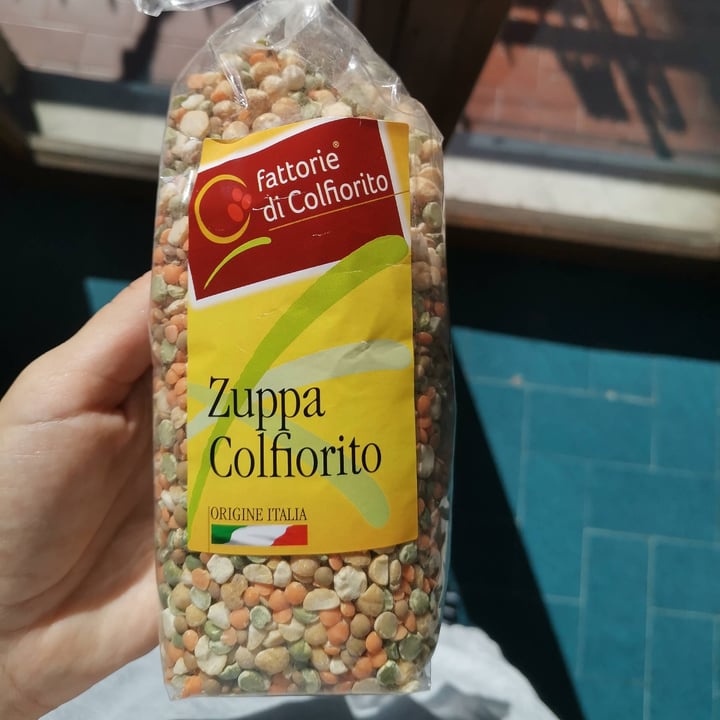 fattorie®
di Colfiorito
Zuppa
Colfiorito
ORIGINE ITALIA